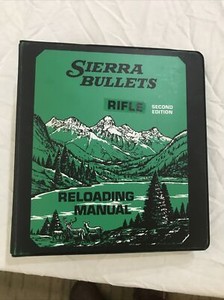 SIERRA
BULLETS
RIFLE SECOND
EDITION
RELOADING
MANUAL